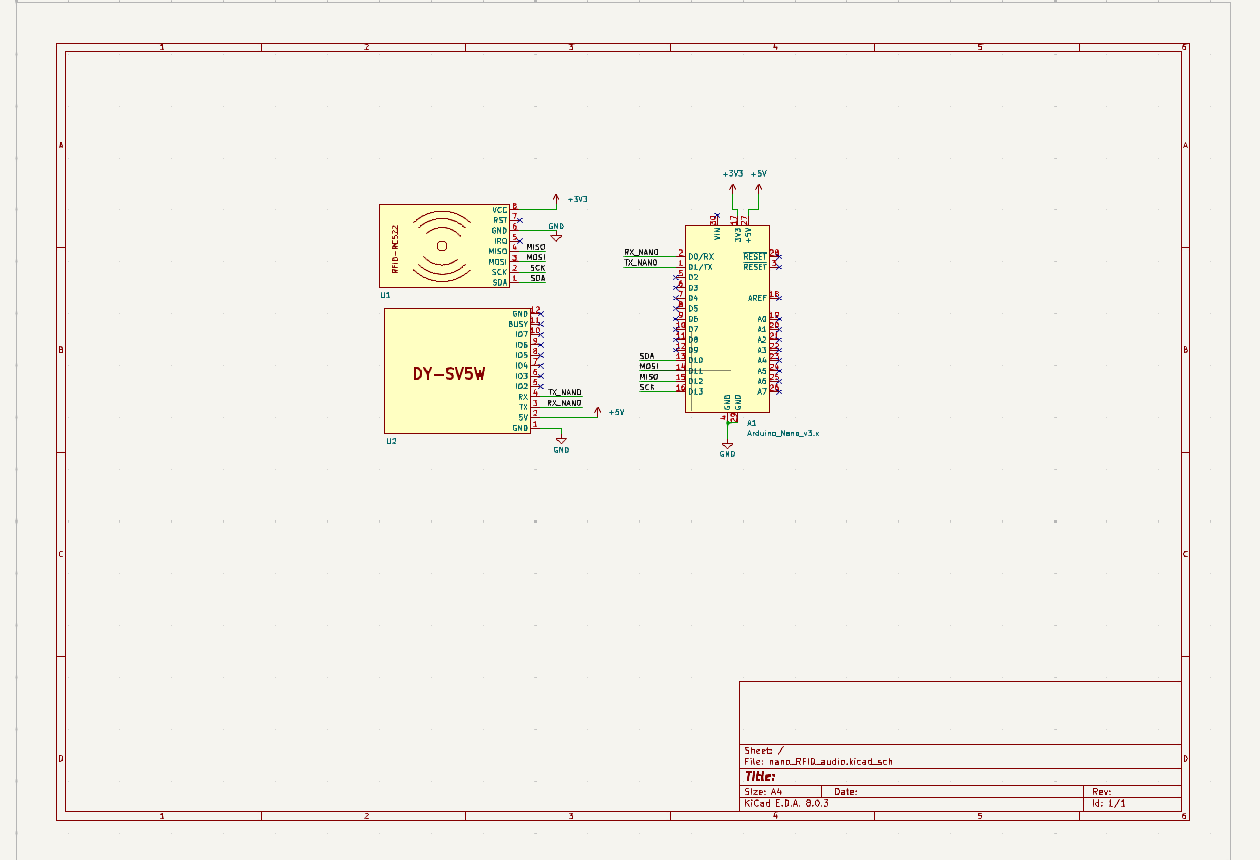 1 2 3 4 5 6
A A
B B
C C
D D
RFID-RC522
VCC 8
RST 7
GND 6
IRQ 5
MISO 4 MISO
MOSI 3 MOSI
SCK 2 SCK
SDA 1 SDA
+3V3
GND
U1
DY-SV5W
GND 12
BUSY 11
IO7 10
IO6 9
IO5 8
IO4 7
IO3 6
IO2 5
RX 4 TX_NANO
TX 3 RX_NANO
5V 2
GND 1
+5V
GND
U2
+3V3 +5V
30 17 27
VIN 3V3 +5V
RX_NANO 2 D0/RX
TX_NANO 1 D1/TX
5 D2
6 D3
7 D4
8 D5
9 D6
10 D7
11 D8
12 D9
SDA 13 D10
MOSI 14 D11
MISO 15 D12
SCK 16 D13
RESET 28
RESET 3
AREF 18
A0 19
A1 20
A2 21
A3 22
A4 23
A5 24
A6 25
A7 26
GND GND
4 29
GND
A1
Arduino_Nano_v3.x
Sheet: /
File: nano_RFID_audio.kicad_sch
Title:
Size: A4 Date: Rev:
KiCad E.D.A. 8.0.3 Id: 1/1
1 2 3 4 5 6